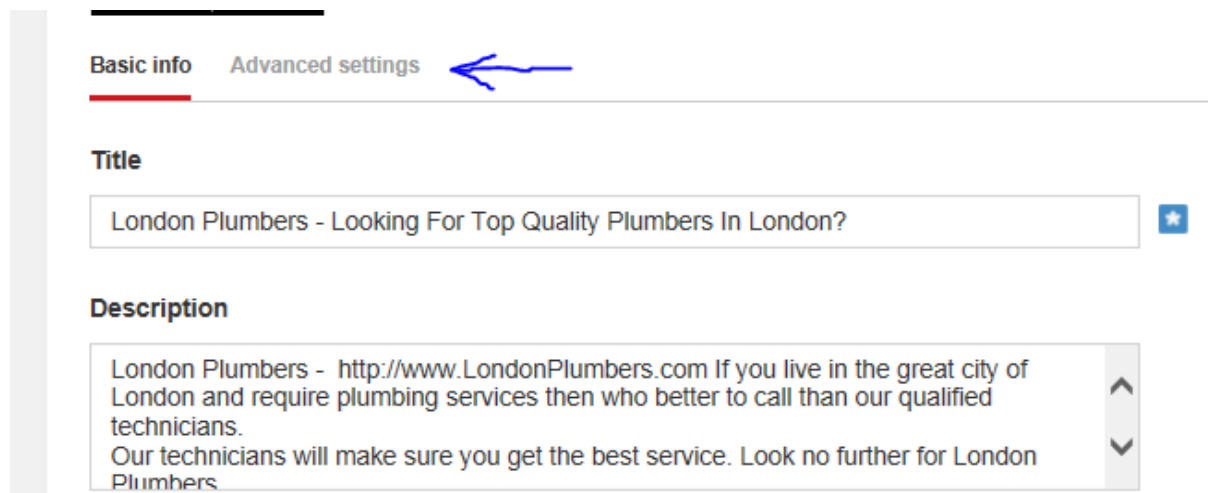 Basic info Advanced settings
Title
London Plumbers - Looking For Top Quality Plumbers In London?
Description
London Plumbers -  http://www.LondonPlumbers.com If you live in the great city of
London and require plumbing services then who better to call than our qualified
technicians.
Our technicians will make sure you get the best service. Look no further for London
Plumbers